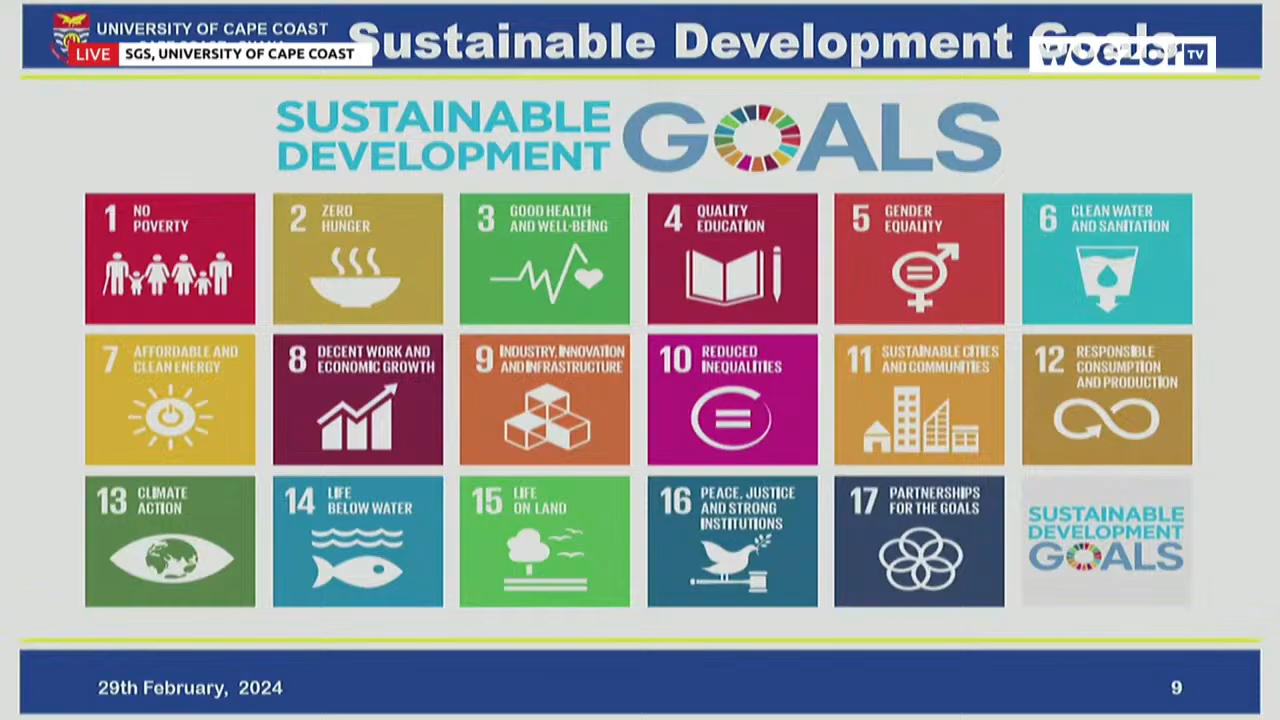 UNIVERSITY OF CAPE COAST
Sustainable Development Goals
LIVE SGS, UNIVERSITY OF CAPE COAST
woezor TV
SUSTAINABLE
DEVELOPMENT
GOALS
1 NO
POVERTY
2 ZERO
HUNGER
3 GOOD HEALTH
AND WELL-BEING
4 QUALITY
EDUCATION
5 GENDER
EQUALITY
6 CLEAN WATER
AND SANITATION
7 AFFORDABLE AND
CLEAN ENERGY
8 DECENT WORK AND
ECONOMIC GROWTH
9 INDUSTRY, INNOVATION
AND INFRASTRUCTURE
10 REDUCED
INEQUALITIES
11 SUSTAINABLE CITIES
AND COMMUNITIES
12 RESPONSIBLE
CONSUMPTION
AND PRODUCTION
13 CLIMATE
ACTION
14 LIFE
BELOW WATER
15 LIFE
ON LAND
16 PEACE, JUSTICE
AND STRONG
INSTITUTIONS
17 PARTNERSHIPS
FOR THE GOALS
SUSTAINABLE
DEVELOPMENT
GOALS
29th February, 2024
9